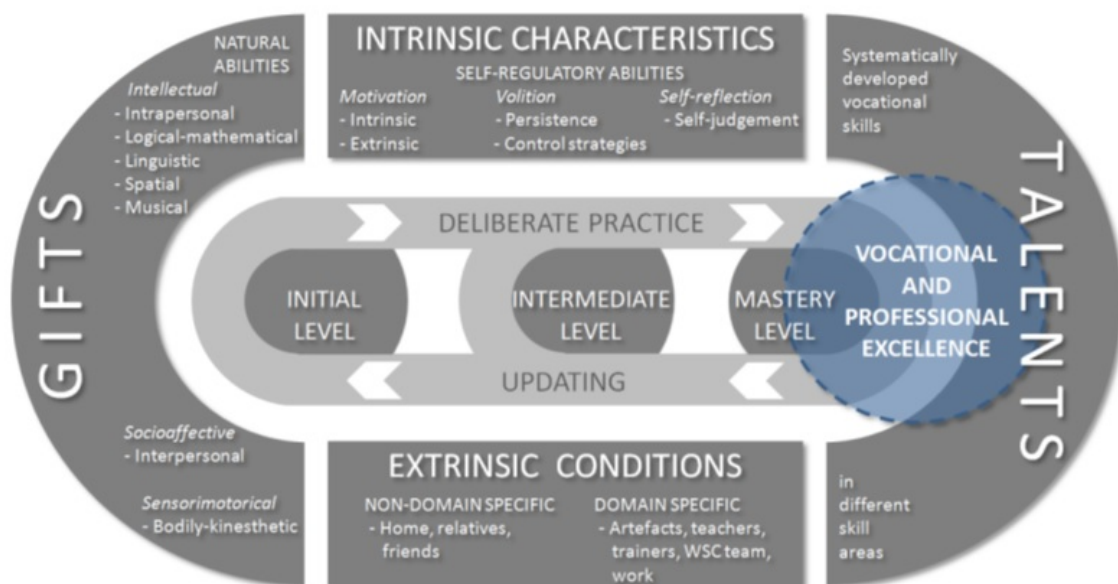 GIFTS
NATURAL
ABILITIES
Intellectual
- Intrapersonal
- Logical-mathematical
- Linguistic
- Spatial
- Musical
Socioaffective
- Interpersonal
Sensorimotorical
- Bodily-kinesthetic
INTRINSIC CHARACTERISTICS
SELF-REGULATORY ABILITIES
Motivation
- Intrinsic
- Extrinsic
Volition
- Persistence
- Control strategies
Self-reflection
- Self-judgement
DELIBERATE PRACTICE
INITIAL
LEVEL
INTERMEDIATE
LEVEL
MASTERY
LEVEL
VOCATIONAL
AND
PROFESSIONAL
EXCELLENCE
UPDATING
EXTRINSIC CONDITIONS
NON-DOMAIN SPECIFIC
- Home, relatives,
friends
DOMAIN SPECIFIC
- Artefacts, teachers,
trainers, WSC team,
work
Systematically
developed
vocational
skills
in
different
skill
areas
TALENTS